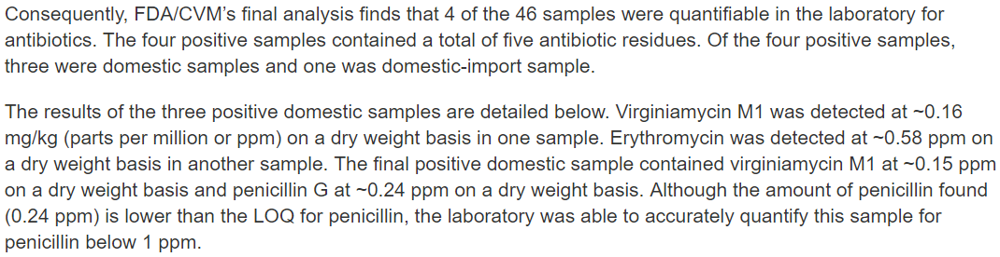 Consequently, FDA/CVM's final analysis finds that 4 of the 46 samples were quantifiable in the laboratory for
antibiotics. The four positive samples contained a total of five antibiotic residues. Of the four positive samples,
three were domestic samples and one was domestic-import sample.
The results of the three positive domestic samples are detailed below. Virginiamycin M1 was detected at ~0.16
mg/kg (parts per million or ppm) on a dry weight basis in one sample. Erythromycin was detected at ~0.58 ppm on
a dry weight basis in another sample. The final positive domestic sample contained virginiamycin M1 at ~0.15 ppm
on a dry weight basis and penicillin G at ~0.24 ppm on a dry weight basis. Although the amount of penicillin found
(0.24 ppm) is lower than the LOQ for penicillin, the laboratory was able to accurately quantify this sample for
penicillin below 1 ppm.